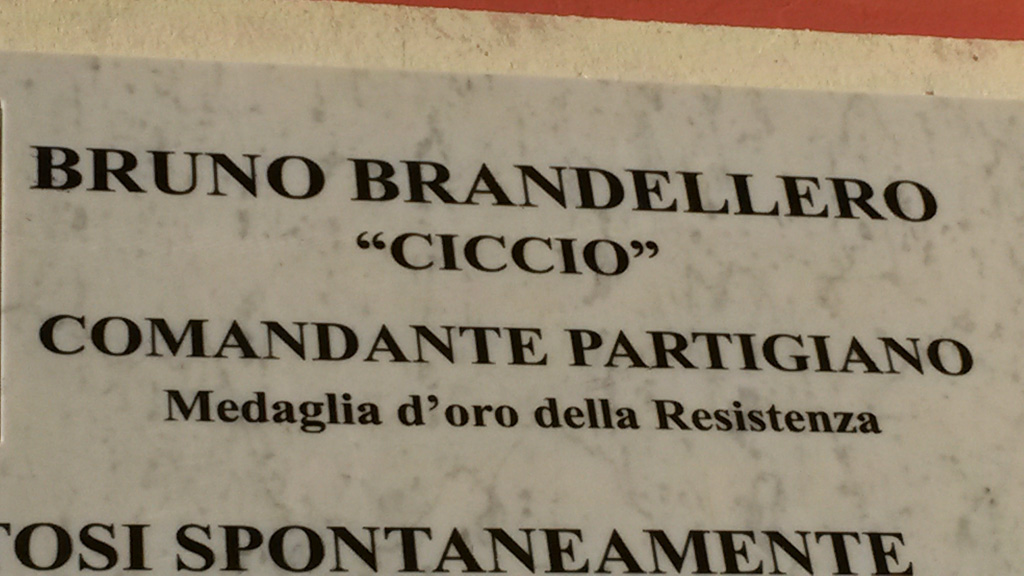 BRUNO BRANDELLERO
“CICCIO”
COMANDANTE PARTIGIANO
Medaglia d’oro della Resistenza
TOSI SPONTANEAMENTE